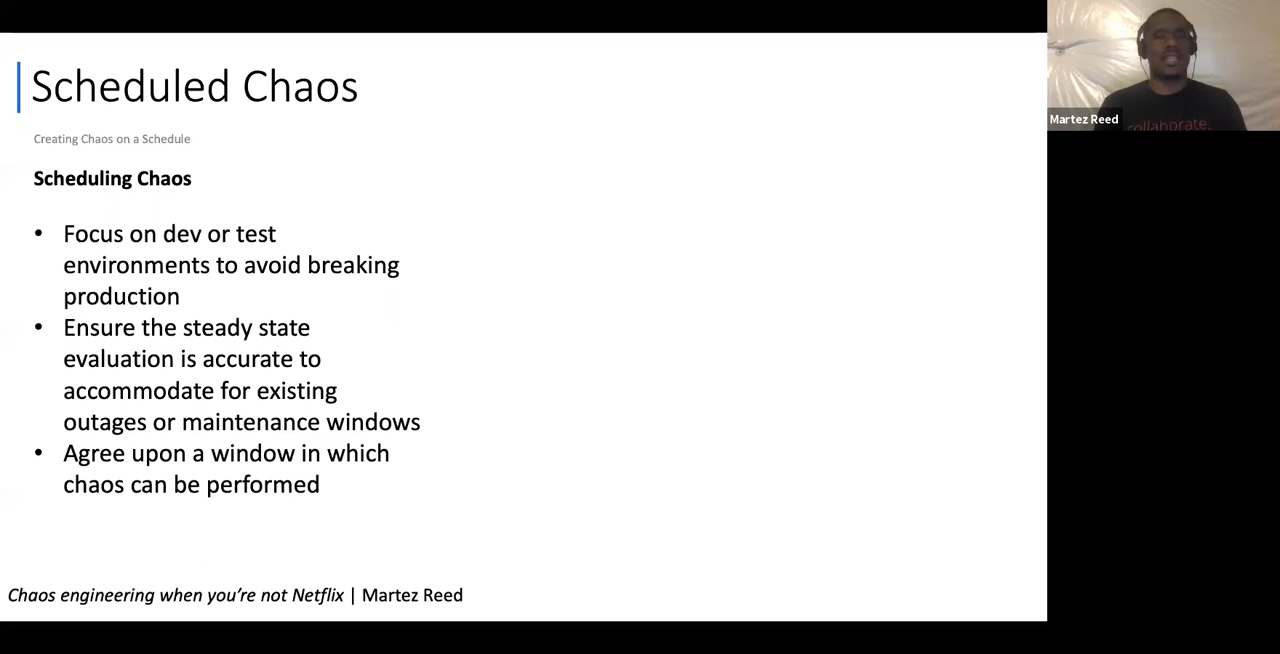 Scheduled Chaos
Creating Chaos on a Schedule
Scheduling Chaos
• Focus on dev or test
environments to avoid breaking
production
• Ensure the steady state
evaluation is accurate to
accommodate for existing
outages or maintenance windows
• Agree upon a window in which
chaos can be performed
Chaos engineering when you're not Netflix | Martez Reed
Martez Reed
collaborate.